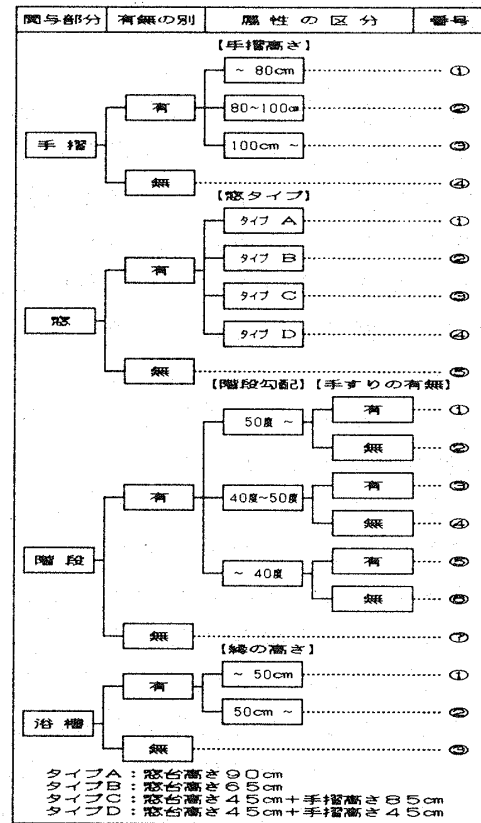 関与部分 有無の別 属性の区分 番号
【手摺高さ】
~ 80cm ①
有 80~100cm ②
100cm ~ ③
手摺
無 ④
【窓タイプ】
タイプ A ①
タイプ B ②
有
タイプ C ③
窓
タイプ D ④
無 ⑤
【階段勾配】【手すりの有無】
有 ①
50度 ~
無 ②
有 ③
有 40度~50度
無 ④
有 ⑤
階段 ~ 40度
無 ⑥
無 ⑦
【縁の高さ】
~ 50cm ①
有
50cm ~ ②
浴槽
無 ③
タイプA:窓台高さ90cm
タイプB:窓台高さ65cm
タイプC:窓台高さ45cm+手摺高さ85cm
タイプD:窓台高さ45cm+手摺高さ45cm